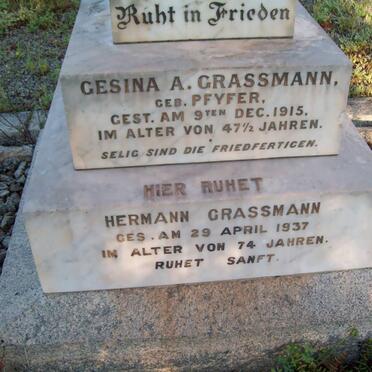 Ruht in Frieden
GESINA A. GRASSMANN,
GEB. PFYFER,
GEST. AM 9TEN DEC. 1915.
IM ALTER VON 47½ JAHREN.
SELIG SIND DIE FRIEDFERTIGEN.
HIER RUHET
HERMANN GRASSMANN
GES. AM 29 APRIL 1937
IM ALTER VON 74 JAHREN.
RUHET SANFT.